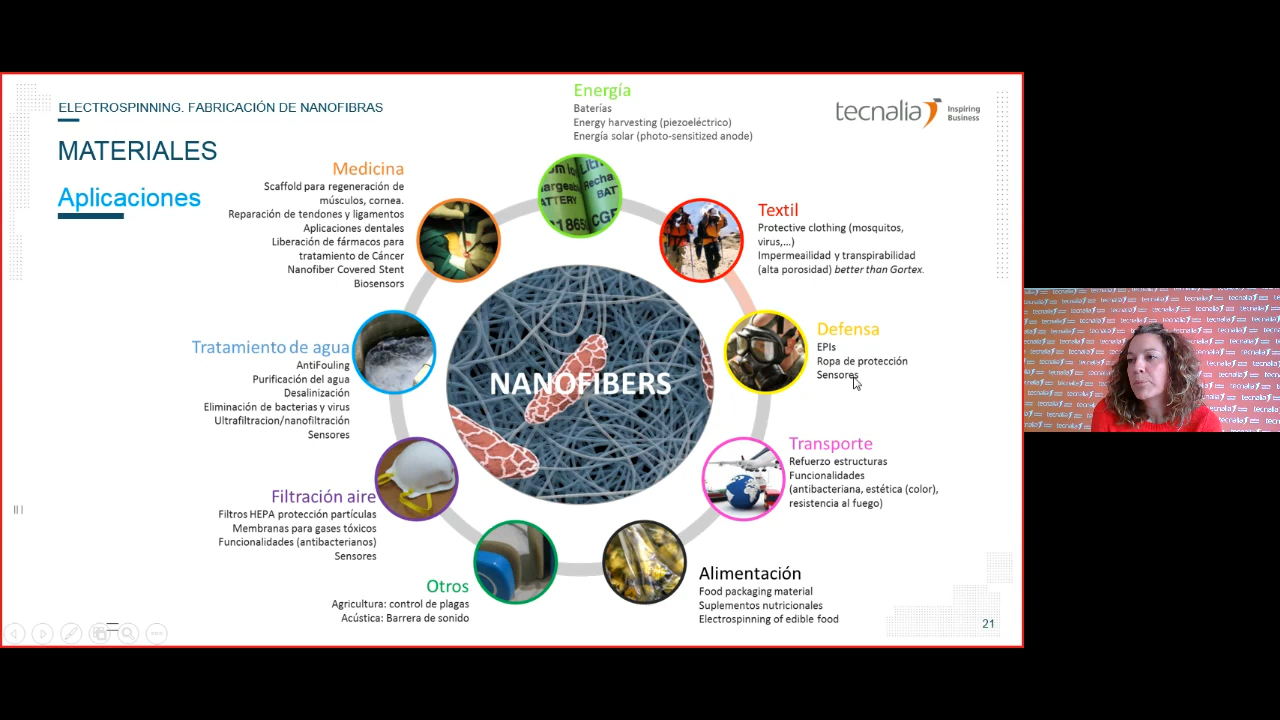 ELECTROSPINNING. FABRICACIÓN DE NANOFIBRAS
MATERIALES
Aplicaciones
tecnalia
Inspiring
Business
Energía
Baterías
Energy harvesting (piezoeléctrico)
Energía solar (photo-sensitized anode)
Medicina
Scaffold para regeneración de
músculos, cornea.
Reparación de tendones y ligamentos
Aplicaciones dentales
Liberación de fármacos para
tratamiento de Cáncer
Nanofiber Covered Stent
Biosensors
Textil
Protective clothing (mosquitos,
virus,...)
Impermeailidad y transpirabilidad
(alta porosidad) better than Gortex.
Defensa
EPIs
Ropa de protección
Sensores
Tratamiento de agua
AntiFouling
Purificación del agua
Desalinización
Eliminación de bacterias y virus
Ultrafiltracion/nanofiltración
Sensores
NANOFIBERS
Transporte
Refuerzo estructuras
Funcionalidades
(antibacteriana, estética (color),
resistencia al fuego)
Filtración aire
Filtros HEPA protección partículas
Membranas para gases tóxicos
Funcionalidades (antibacterianos)
Sensores
Otros
Agricultura: control de plagas
Acústica: Barrera de sonido
Alimentación
Food packaging material
Suplementos nutricionales
Electrospinning of edible food
21